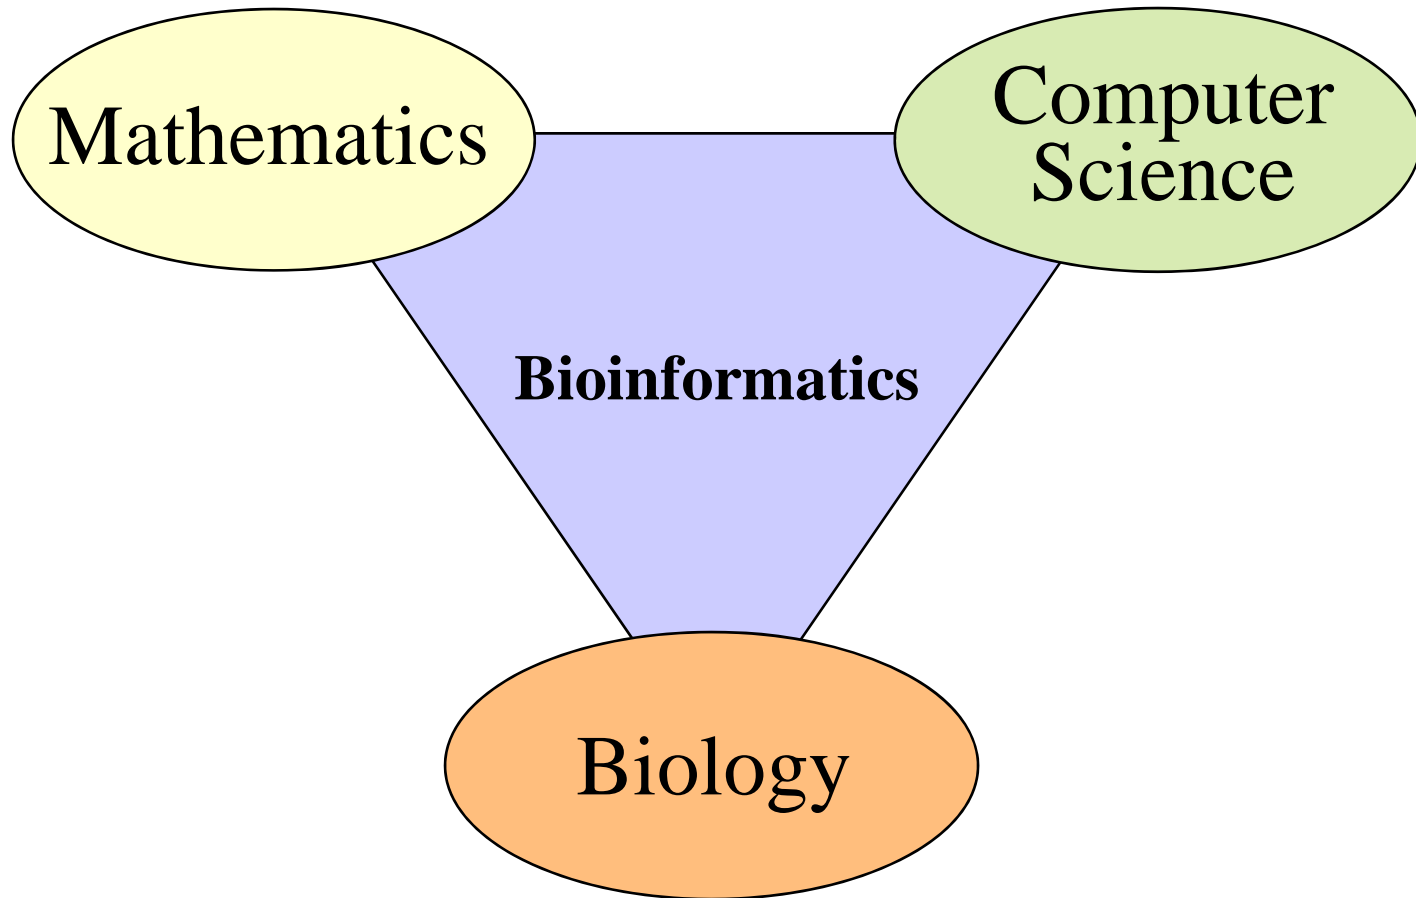 Mathematics
Computer
Science
Bioinformatics
Biology